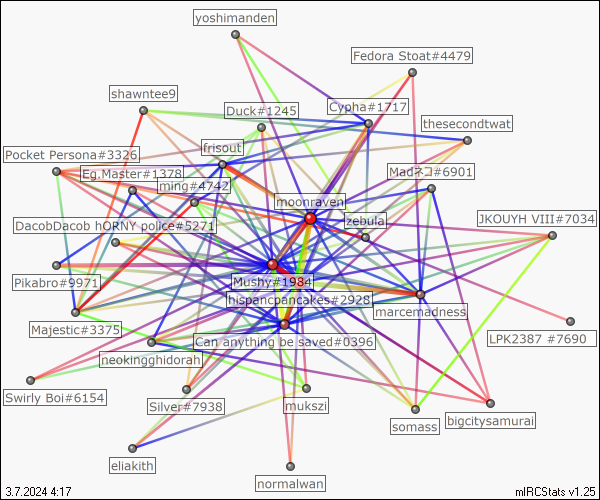 yoshimanden
Fedora Stoat#4479
shawntee9
Duck#1245
Cypha#1717
thesecondtwat
Pocket Persona#3326
frisout
Eg.Master#1378
ming#4742
Madネコ#6901
moonraven
DacobDacob hORNY police#5271
zebula
JKOUYH VIII#7034
Pikabro#9971
Mushy#1984
hispancpancakes#2928
marcemadness
Majestic#3375
Can anything be saved#0396
LPK2387 #7690
neokingghidorah
Swirly Boi#6154
Silver#7938
mukszi
somass
bigcitysamurai
eliakith
normalwan
3.7.2024 4:17
mIRCStats v1.25